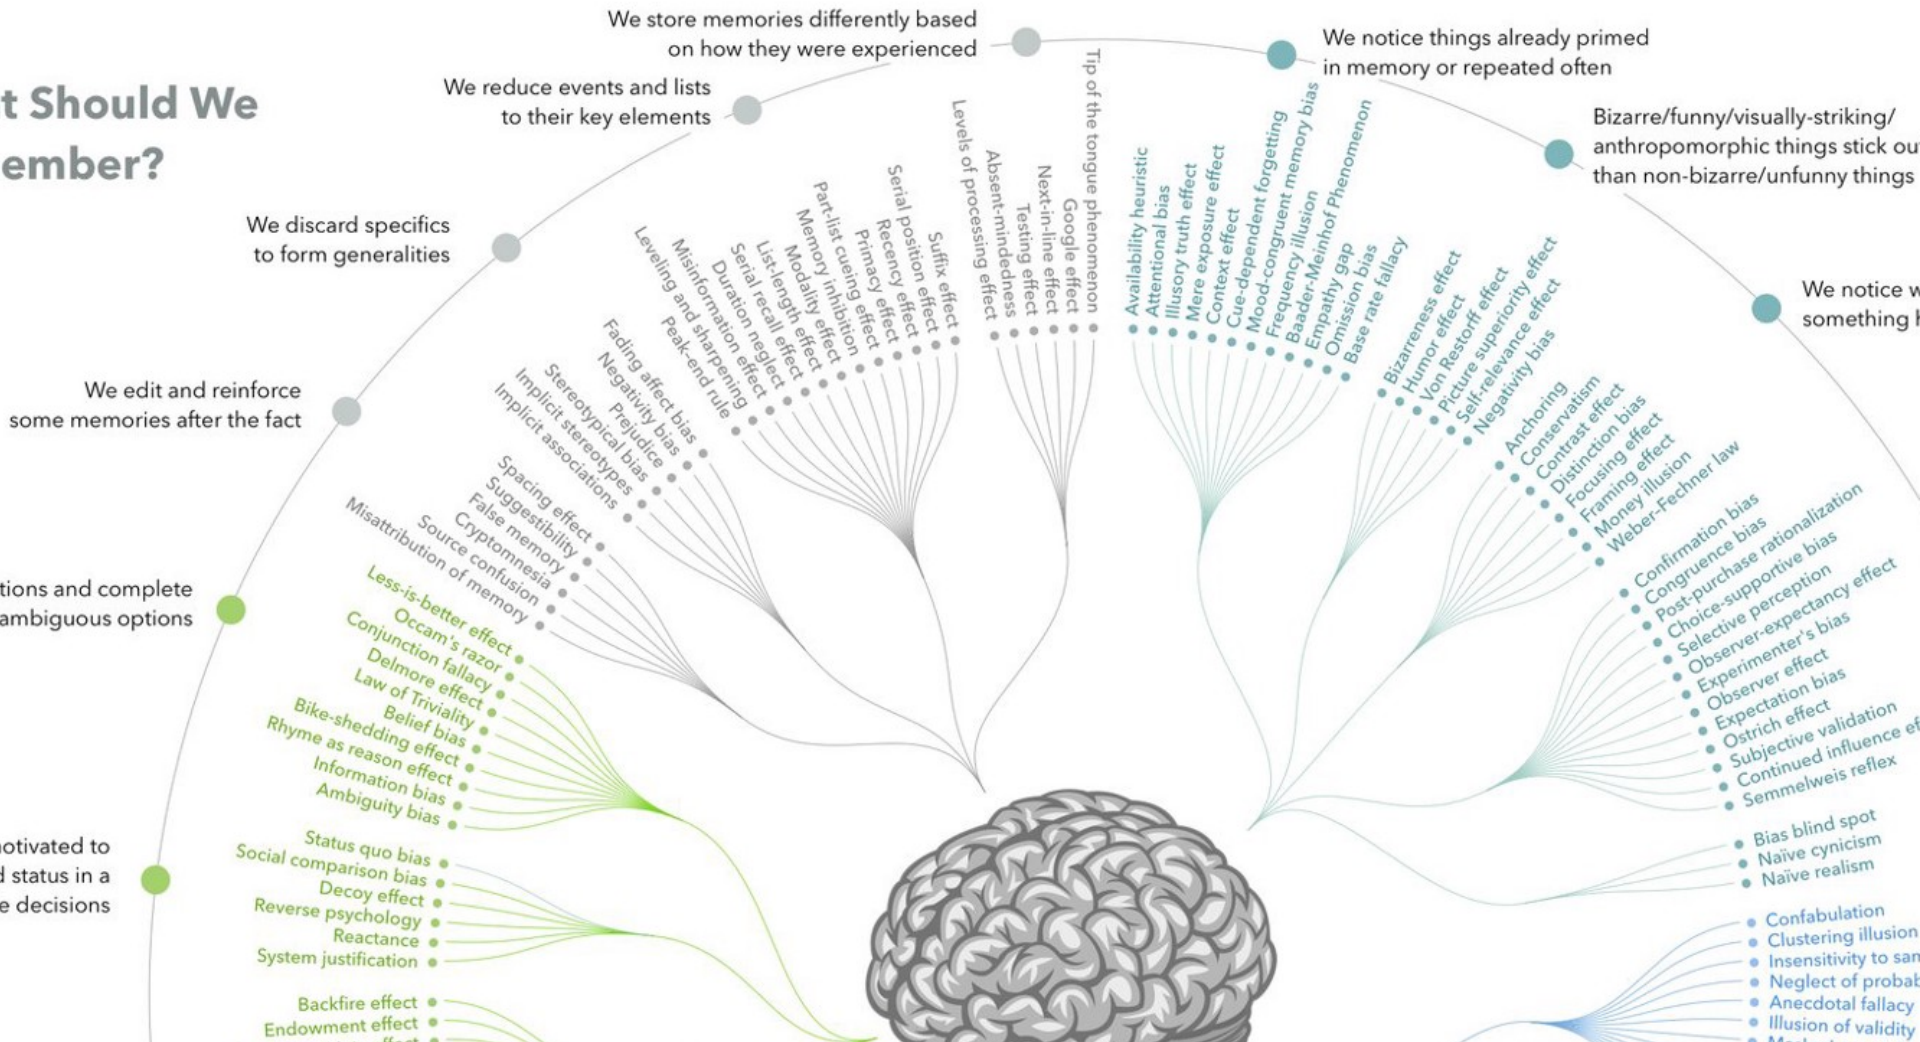 t Should We
ember?
We store memories differently based
on how they were experienced
We reduce events and lists
to their key elements
We discard specifics
to form generalities
We edit and reinforce
some memories after the fact
tions and complete
ambiguous options
otivated to
d status in a
e decisions
We notice things already primed
in memory or repeated often
Bizarre/funny/visually-striking/
anthropomorphic things stick ou
than non-bizarre/unfunny things
We notice w
something h
Tip of the tongue phenomenon
Google effect
Next-in-line effect
Testing effect
Absent-mindedness
Levels of processing effect
Suffix effect
Serial position effect
Recency effect
Primacy effect
Part-list cueing effect
Memory inhibition
Modality effect
List-length effect
Serial recall effect
Duration neglect
Misinformation effect
Leveling and sharpening
Peak-end rule
Fading affect bias
Negativity bias
Prejudice
Stereotypical bias
Implicit stereotypes
Implicit associations
Spacing effect
Suggestibility
False memory
Cryptomnesia
Source confusion
Misattribution of memory
Less-is-better effect
Occam's razor
Conjunction fallacy
Delmore effect
Law of Triviality
Belief bias
Bike-shedding effect
Rhyme as reason effect
Information bias
Ambiguity bias
Status quo bias
Social comparison bias
Decoy effect
Reverse psychology
Reactance
System justification
Backfire effect
Endowment effect
Availability heuristic
Attentional bias
Illusory truth effect
Mere exposure effect
Context effect
Cue-dependent forgetting
Mood-congruent memory bias
Frequency illusion
Baader-Meinhof Phenomenon
Empathy gap
Omission bias
Base rate fallacy
Bizarreness effect
Humor effect
Von Restorff effect
Picture superiority effect
Self-relevance effect
Negativity bias
Anchoring
Conservatism
Contrast effect
Distinction bias
Focusing effect
Framing effect
Money illusion
Weber-Fechner law
Confirmation bias
Congruence bias
Post-purchase rationalization
Choice-supportive bias
Selective perception
Observer-expectancy effect
Experimenter's bias
Observer effect
Expectation bias
Ostrich effect
Subjective validation
Continued influence ef
Semmelweis reflex
Bias blind spot
Naïve cynicism
Naïve realism
Confabulation
Clustering illusion
Insensitivity to sam
Neglect of probab
Anecdotal fallacy
Illusion of validity